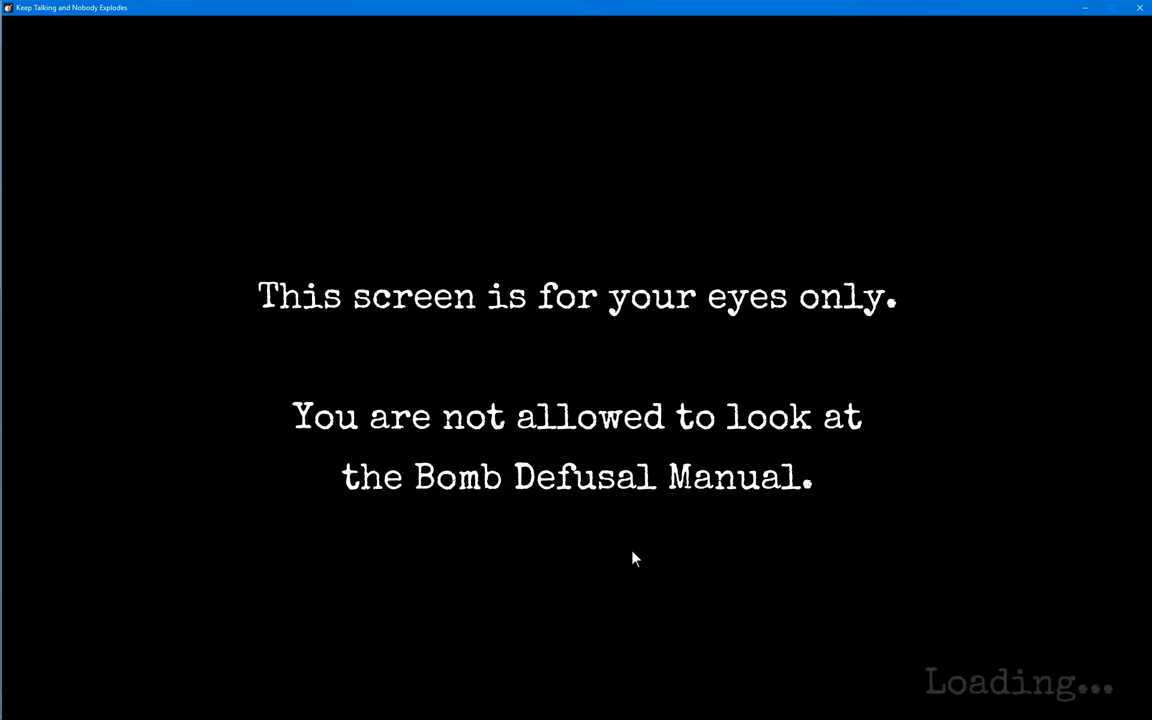 Keep Talking and Nobody Explodes
This screen is for your eyes only.
You are not allowed to look at
the Bomb Defusal Manual.
Loading...